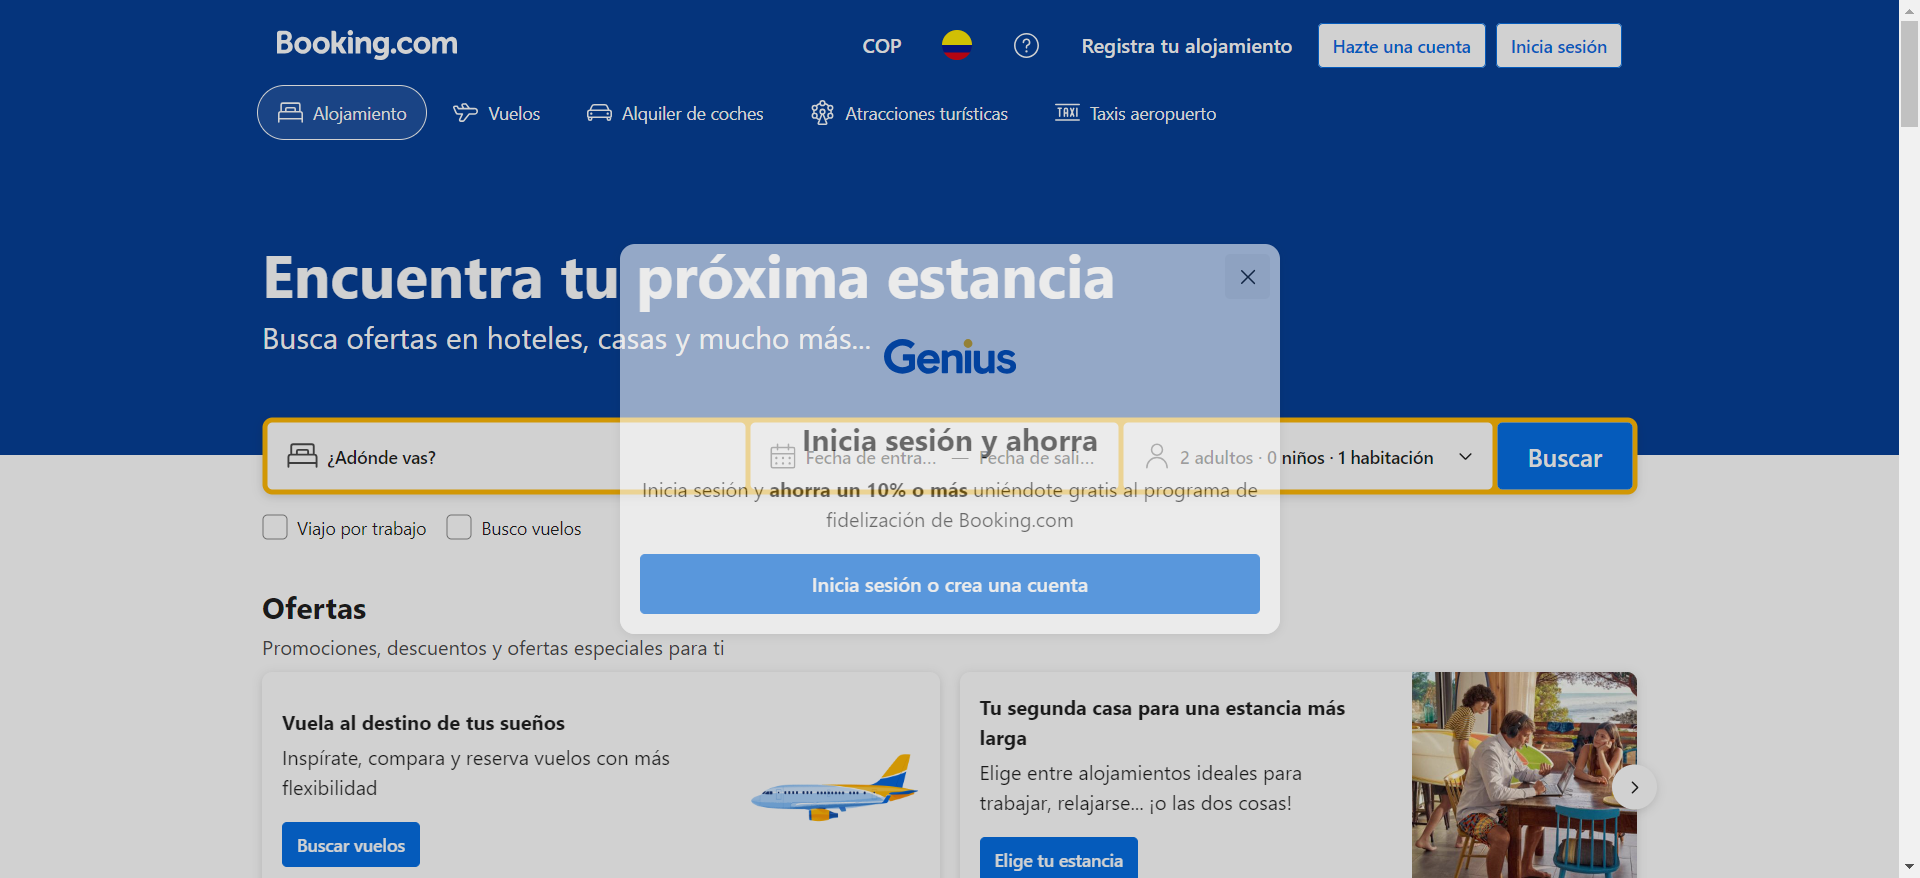 Booking.com
COP
Registra tu alojamiento
Hazte una cuenta
Inicia sesión
Alojamiento
Vuelos
Alquiler de coches
Atracciones turísticas
TAXI
Taxis aeropuerto
Encuentra tu próxima estancia
Busca ofertas en hoteles, casas y mucho más...
Genius
Inicia sesión y ahorra
Inicia sesión y ahorra un 10% o más uniéndote gratis al programa de
fidelización de Booking.com
Inicia sesión o crea una cuenta
¿Adónde vas?
Fecha de entra... — Fecha de sali...
2 adultos · 0 niños · 1 habitación
Buscar
Viajo por trabajo
Busco vuelos
Ofertas
Promociones, descuentos y ofertas especiales para ti
Vuela al destino de tus sueños
Inspírate, compara y reserva vuelos con más
flexibilidad
Buscar vuelos
Tu segunda casa para una estancia más
larga
Elige entre alojamientos ideales para
trabajar, relajarse... ¡o las dos cosas!
Elige tu estancia